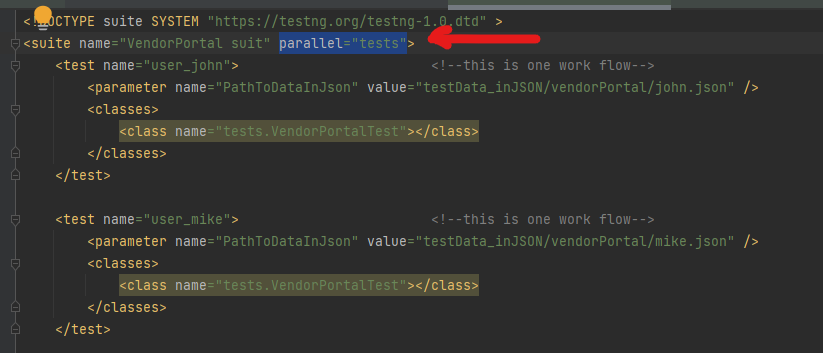 <!DOCTYPE suite SYSTEM "https://testng.org/testng-1.0.dtd" >
<suite name="VendorPortal suit" parallel="tests">
<test name="user_john"> <!--this is one work flow-->
<parameter name="PathToDataInJson" value="testData_inJSON/vendorPortal/john.json" />
<classes>
<class name="tests.VendorPortalTest"></class>
</classes>
</test>
<test name="user_mike"> <!--this is one work flow-->
<parameter name="PathToDataInJson" value="testData_inJSON/vendorPortal/mike.json" />
<classes>
<class name="tests.VendorPortalTest"></class>
</classes>
</test>